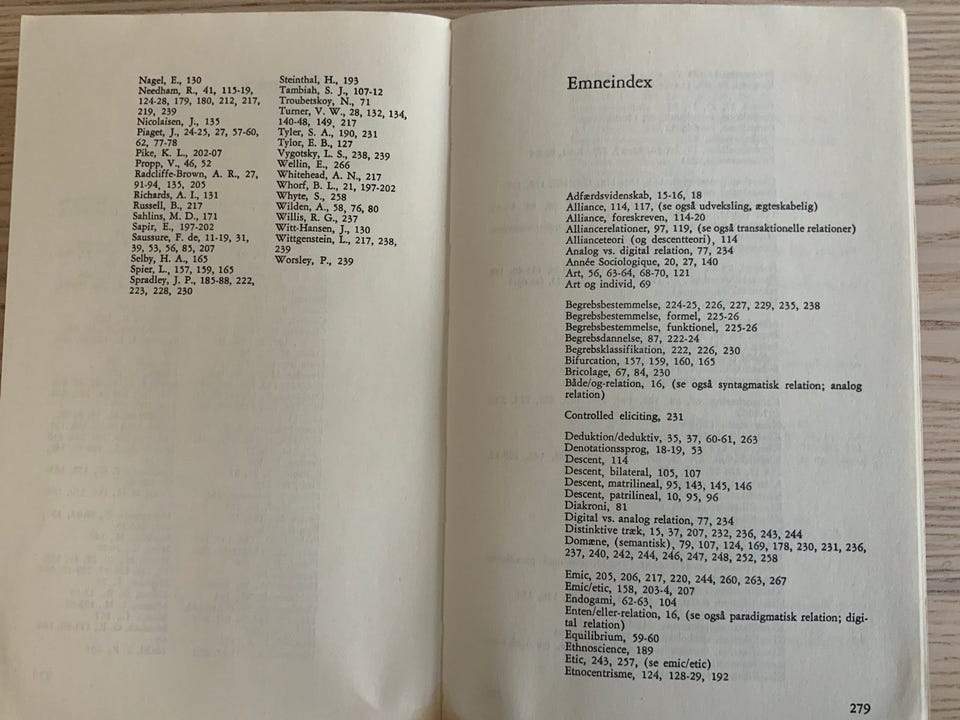 Nagel, E., 130
Needham, R., 41, 115-19,
124-28, 179, 180, 212, 217,
219, 239
Nicolaisen, J., 135
Piaget, J., 24-25, 27, 57-60,
62, 77-78
Pike, K. L., 202-07
Propp, V., 46, 52
Radcliffe-Brown, A. R., 27,
91-94, 135, 205
Richards, A. I., 131
Russell, B., 217
Sahlins, M. D., 171
Sapir, E., 197-202
Saussure, F. de, 11-19, 31,
39, 53, 56, 85, 207
Selby, H. A., 165
Spier, L., 157, 159, 165
Spradley, J. P., 185-88, 222,
223, 228, 230
Steinthal, H., 193
Tambiah, S. J., 107-12
Troubetskoy, N., 71
Turner, V. W., 28, 132, 134,
140-48, 149, 217
Tyler, S. A., 190, 231
Tylor, E. B., 127
Vygotsky, L. S., 238, 239
Wellin, E., 266
Whitehead, A. N., 217
Whorf, B. L., 21, 197-202
Whyte, S., 258
Wilden, A., 58, 76, 80
Willis, R. G., 237
Witt-Hansen, J., 130
Wittgenstein, L., 217, 238,
239
Worsley, P., 239
Emneindex
Adfærdsvidenskab, 15-16, 18
Alliance, 114, 117, (se også udveksling, ægteskabelig)
Alliance, foreskreven, 114-20
Alliancerelationer, 97, 119, (se også transaktionelle relationer)
Allianceteori (og descentteori), 114
Analog vs. digital relation, 77, 234
Année Sociologique, 20, 27, 140
Art, 56, 63-64, 68-70, 121
Art og individ, 69
Begrebsbestemmelse, 224-25, 226, 227, 229, 235, 238
Begrebsbestemmelse, formel, 225-26
Begrebsbestemmelse, funktionel, 225-26
Begrebsdannelse, 87, 222-24
Begrebsklassifikation, 222, 226, 230
Bifurcation, 157, 159, 160, 165
Bricolage, 67, 84, 230
Både/og-relation, 16, (se også syntagmatisk relation; analog
relation)
Controlled eliciting, 231
Deduktion/deduktiv, 35, 37, 60-61, 263
Denotationssprog, 18-19, 53
Descent, 114
Descent, bilateral, 105, 107
Descent, matrilineal, 95, 143, 145, 146
Descent, patrilineal, 10, 95, 96
Diakroni, 81
Digital vs. analog relation, 77, 234
Distinktive træk, 15, 37, 207, 232, 236, 243, 244
Domæne, (semantisk), 79, 107, 124, 169, 178, 230, 231, 236,
237, 240, 242, 244, 246, 247, 248, 252, 258
Emic, 205, 206, 217, 220, 244, 260, 263, 267
Emic/etic, 158, 203-4, 207
Endogami, 62-63, 104
Enten/eller-relation, 16, (se også paradigmatisk relation; digi-
tal relation)
Equilibrium, 59-60
Ethnoscience, 189
Etic, 243, 257, (se emic/etic)
Etnocentrisme, 124, 128-29, 192
279